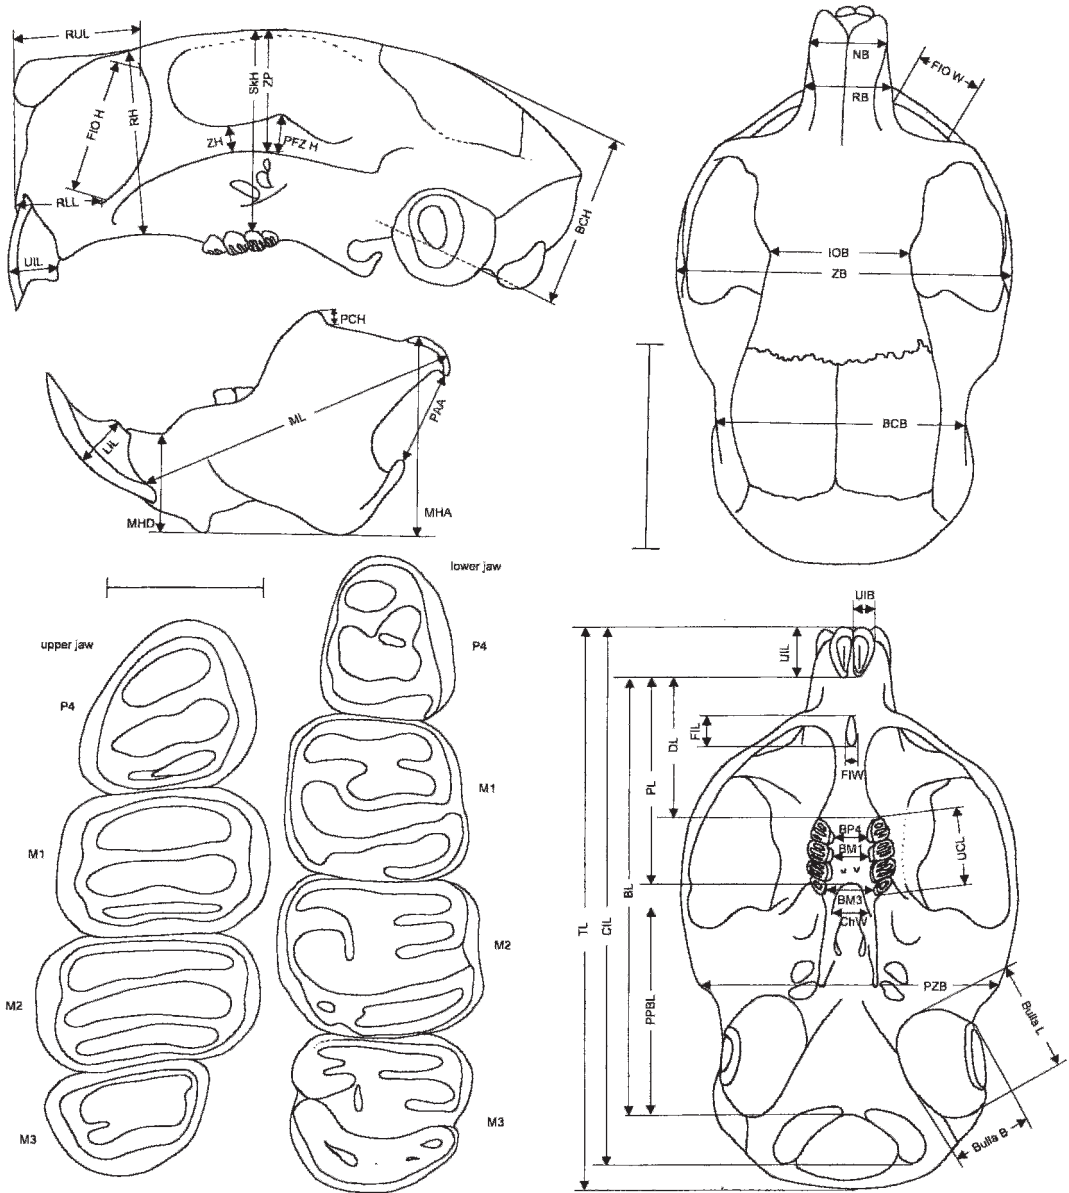 RUL
FIO H
RH
SkH
ZP
ZH
PFZ H
RLL
UIL
BCH
NB
FIO W
RB
IOB
ZB
BCB
PCH
ML
LIL
PAA
MHD
MHA
lower jaw
upper jaw
P4
P4
M1
M1
M2
M2
M3
M3
UIB
UIL
FIL
DL
PL
FIW
BP4
BM1
UCL
BM3
ChW
BL
TL
CIL
PPBL
PZB
Bulla L
Bulla B